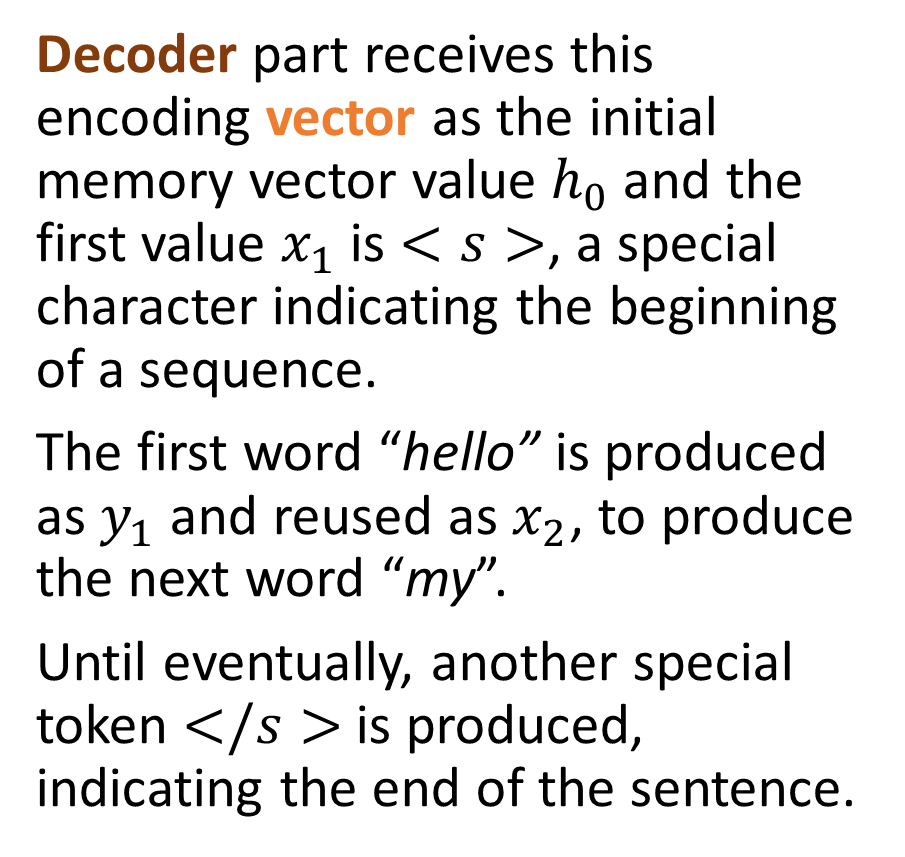 Decoder part receives this
encoding vector as the initial
memory vector value h₀ and the
first value x₁ is < s >, a special
character indicating the beginning
of a sequence.
The first word “hello” is produced
as y₁ and reused as x₂, to produce
the next word “my”.
Until eventually, another special
token </s > is produced,
indicating the end of the sentence.